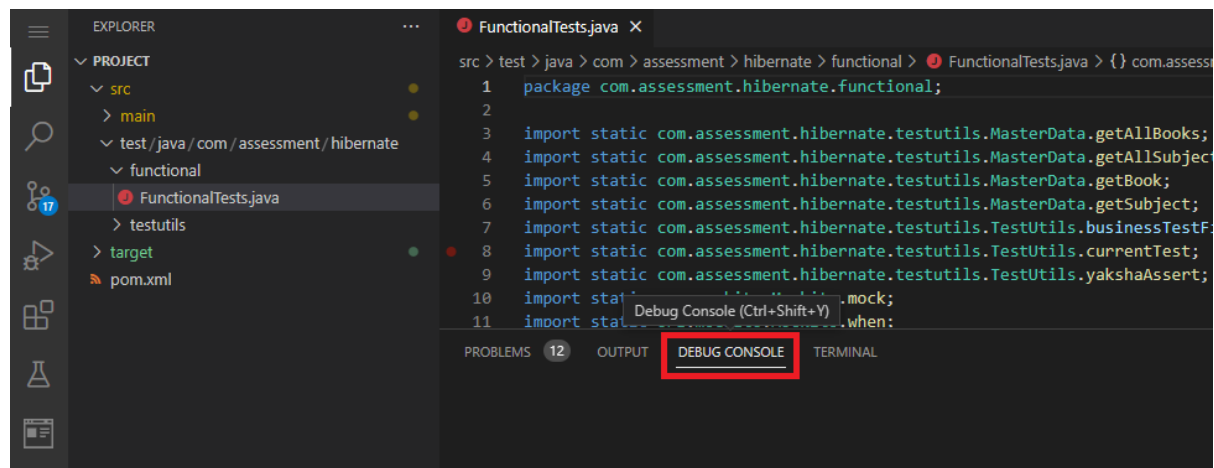 EXPLORER
PROJECT
src
main
test/java/com/assessment/hibernate
functional
FunctionalTests.java
testutils
target
pom.xml
17
FunctionalTests.java
src > test > java > com > assessment > hibernate > functional > FunctionalTests.java > {} com.assess
1 package com.assessment.hibernate.functional;
2
3 import static com.assessment.hibernate.testutils.MasterData.getAllBooks;
4 import static com.assessment.hibernate.testutils.MasterData.getAllSubject
5 import static com.assessment.hibernate.testutils.MasterData.getBook;
6 import static com.assessment.hibernate.testutils.MasterData.getSubject;
7 import static com.assessment.hibernate.testutils.TestUtils.businessTestFi
8 import static com.assessment.hibernate.testutils.TestUtils.currentTest;
9 import static com.assessment.hibernate.testutils.TestUtils.yakshaAssert;
10 import stat .mock;
Debug Console (Ctrl+Shift+Y)
11 import static .when;
PROBLEMS 12 OUTPUT DEBUG CONSOLE TERMINAL